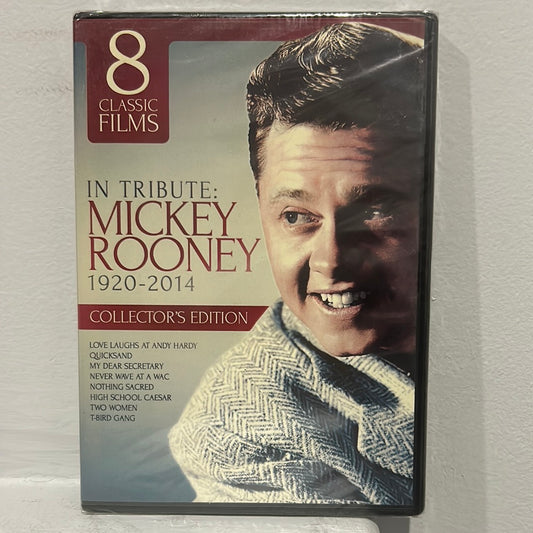 8
CLASSIC
FILMS
IN TRIBUTE:
MICKEY
ROONEY
1920-2014
COLLECTOR'S EDITION
LOVE LAUGHS AT ANDY HARDY
QUICKSAND
MY DEAR SECRETARY
NEVER WAVE AT A WAC
NOTHING SACRED
HIGH SCHOOL CAESAR
TWO WOMEN
T-BIRD GANG